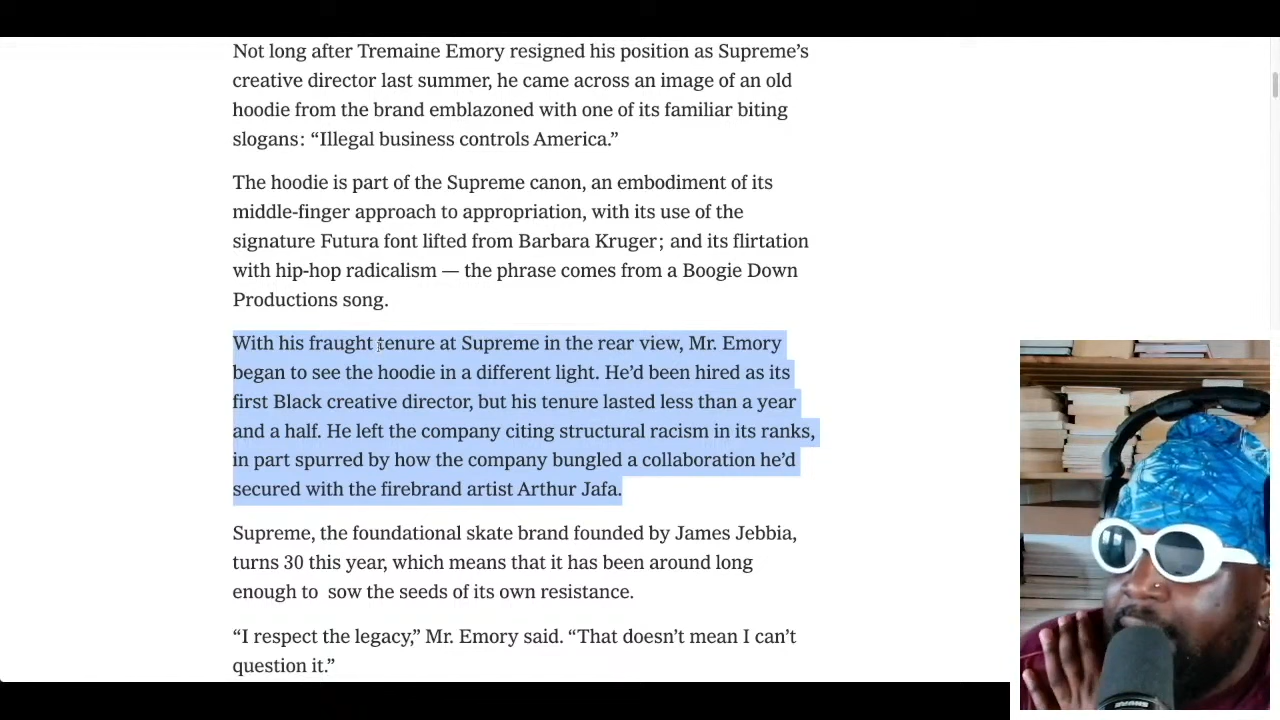 Not long after Tremaine Emory resigned his position as Supreme’s
creative director last summer, he came across an image of an old
hoodie from the brand emblazoned with one of its familiar biting
slogans: “Illegal business controls America.”
The hoodie is part of the Supreme canon, an embodiment of its
middle-finger approach to appropriation, with its use of the
signature Futura font lifted from Barbara Kruger; and its flirtation
with hip-hop radicalism — the phrase comes from a Boogie Down
Productions song.
With his fraught tenure at Supreme in the rear view, Mr. Emory
began to see the hoodie in a different light. He’d been hired as its
first Black creative director, but his tenure lasted less than a year
and a half. He left the company citing structural racism in its ranks,
in part spurred by how the company bungled a collaboration he’d
secured with the firebrand artist Arthur Jafa.
Supreme, the foundational skate brand founded by James Jebbia,
turns 30 this year, which means that it has been around long
enough to  sow the seeds of its own resistance.
“I respect the legacy,” Mr. Emory said. “That doesn’t mean I can’t
question it.”
SHURE